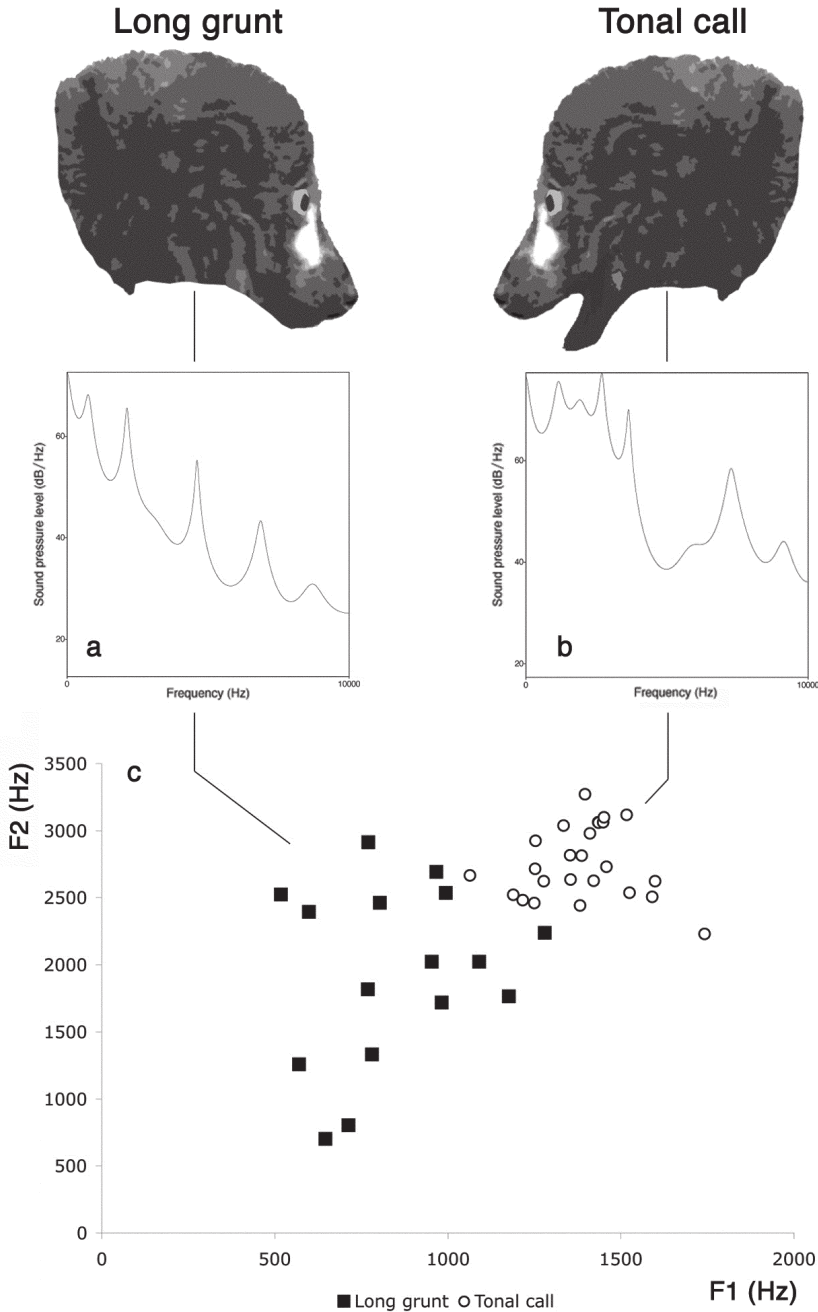 Long grunt
Tonal call
Sound pressure level (dB/Hz)
60
40
20
a
0
10000
Frequency (Hz)
Sound pressure level (dB/Hz)
60
40
20
b
0
10000
Frequency (Hz)
c
F2 (Hz)
3500
3000
2500
2000
1500
1000
500
0
0 500 1000 1500 2000
F1 (Hz)
Long grunt Tonal call